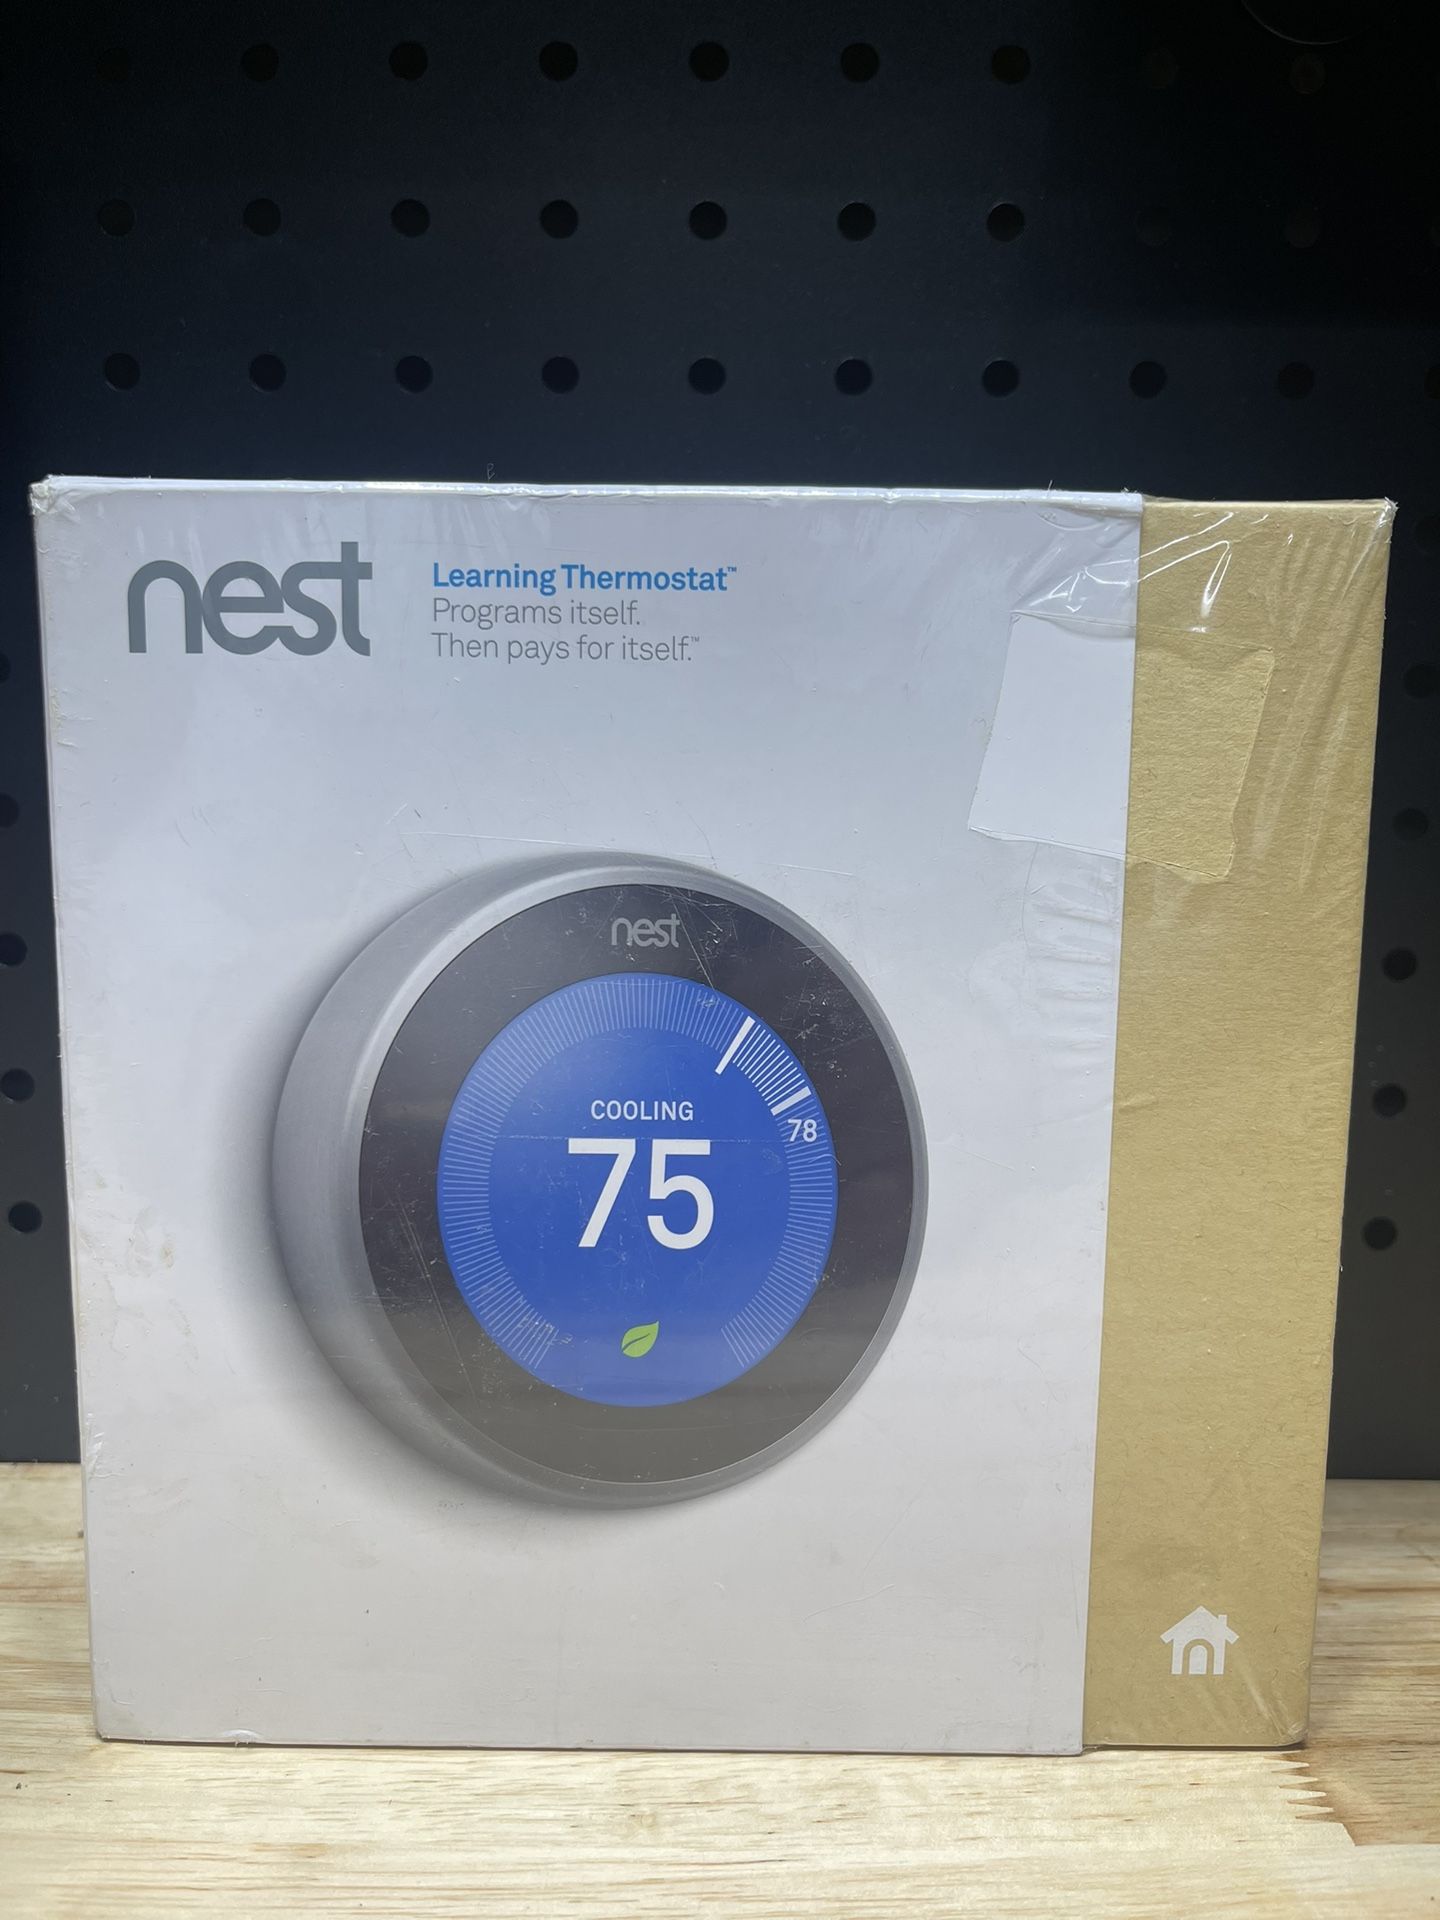 nest
Learning Thermostat™
Programs itself.
Then pays for itself.™
nest
COOLING
78
75